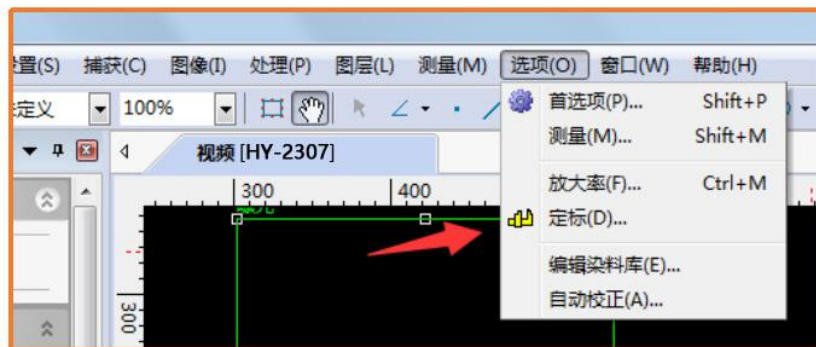 设置(S) 捕获(C) 图像(I) 处理(P) 图层(L) 测量(M) 选项(O) 窗口(W) 帮助(H)
定义 100%
首选项(P)... Shift+P
测量(M)... Shift+M
视频 [HY-2307]
放大率(F)... Ctrl+M
300 400
曝光
定标(D)...
编辑染料库(E)...
300
自动校正(A)...